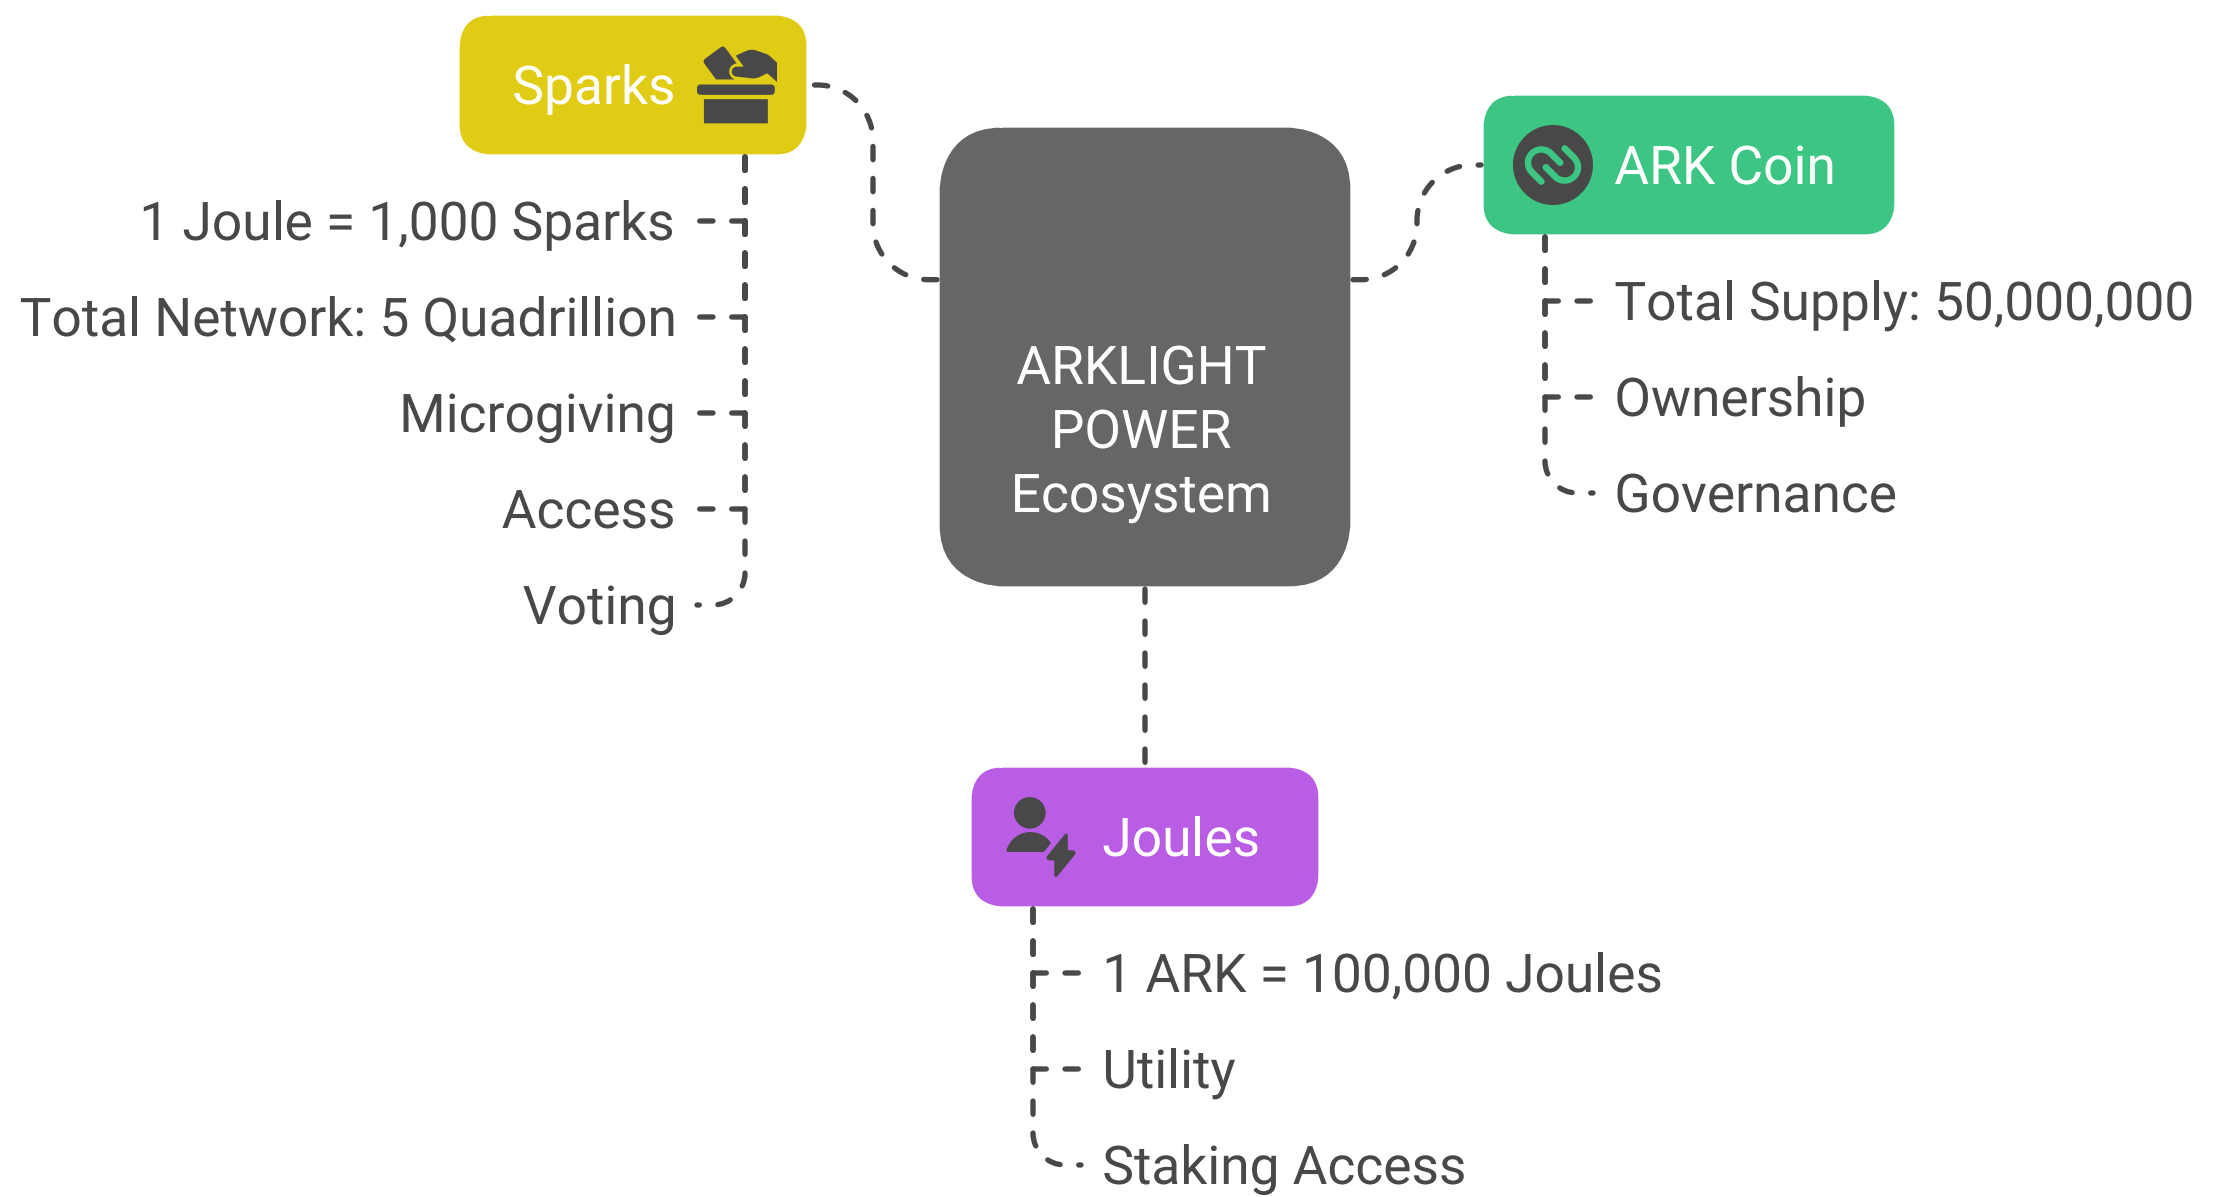 Sparks
1 Joule = 1,000 Sparks
Total Network: 5 Quadrillion
Microgiving
Access
Voting
ARKLIGHT
POWER
Ecosystem
ARK Coin
Total Supply: 50,000,000
Ownership
Governance
Joules
1 ARK = 100,000 Joules
Utility
Staking Access